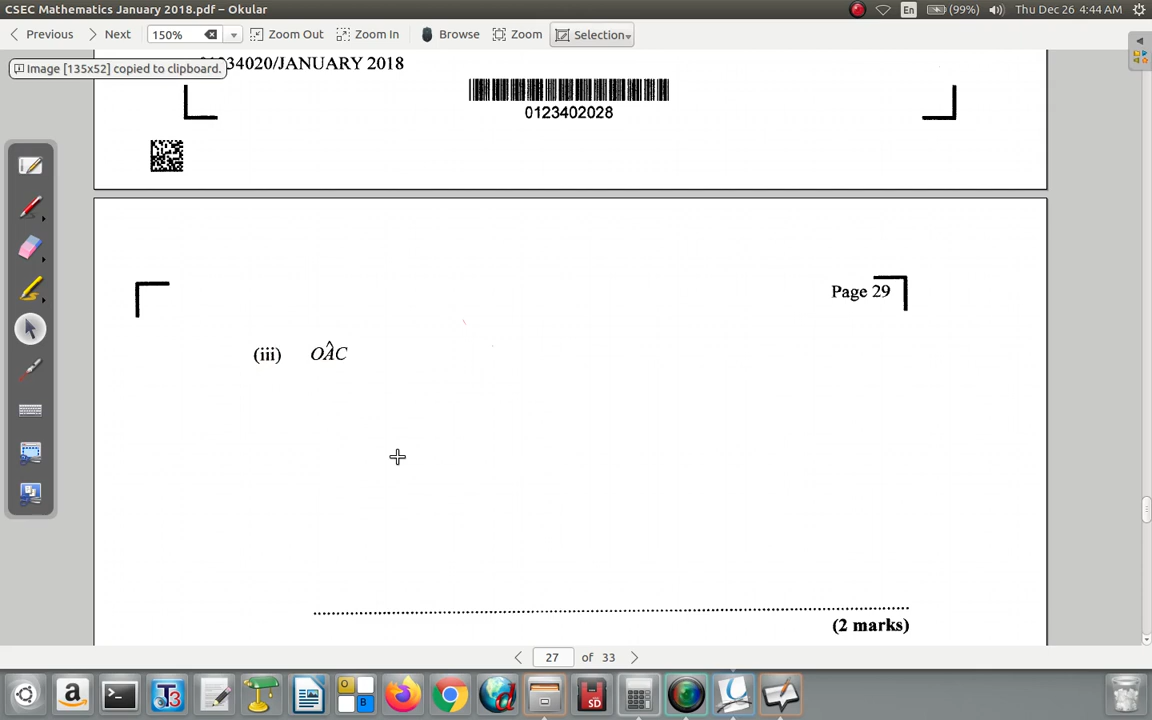 CSEC Mathematics January 2018.pdf – Okular
En (99%) Thu Dec 26 4:44 AM
Previous Next 150% Zoom Out Zoom In Browse Zoom Selection
Image [135x52] copied to clipboard.
34020/JANUARY 2018
0123402028
Page 29
(iii) OÂC
(2 marks)
27 of 33